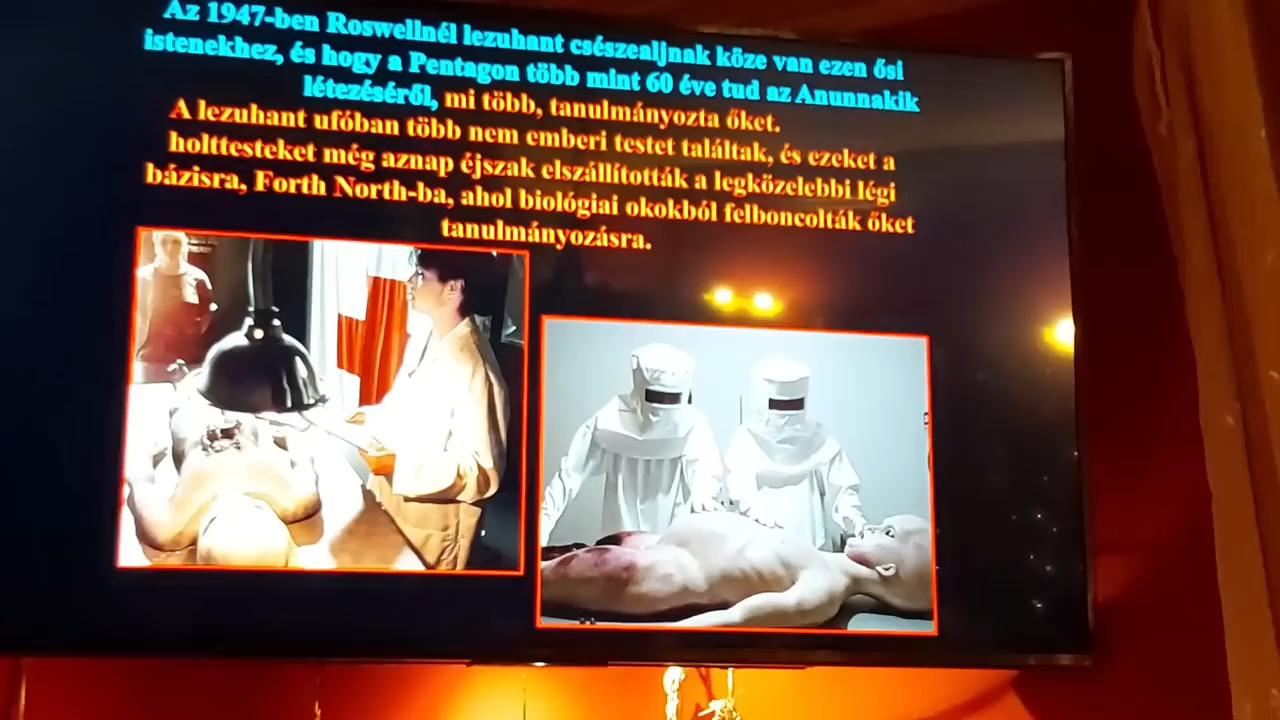 Az 1947-ben Roswellnél lezuhant csészealjnak köze van ezen ősi
istenekhez, és hogy a Pentagon több mint 60 éve tud az Anunnakik
létezéséről, mi több, tanulmányozta őket.
A lezuhant ufóban több nem emberi testet találtak, és ezeket a
holttesteket még aznap éjszak elszállították a legközelebbi légi
bázisra, Forth North-ba, ahol biológiai okokból felboncolták őket
tanulmányozásra.